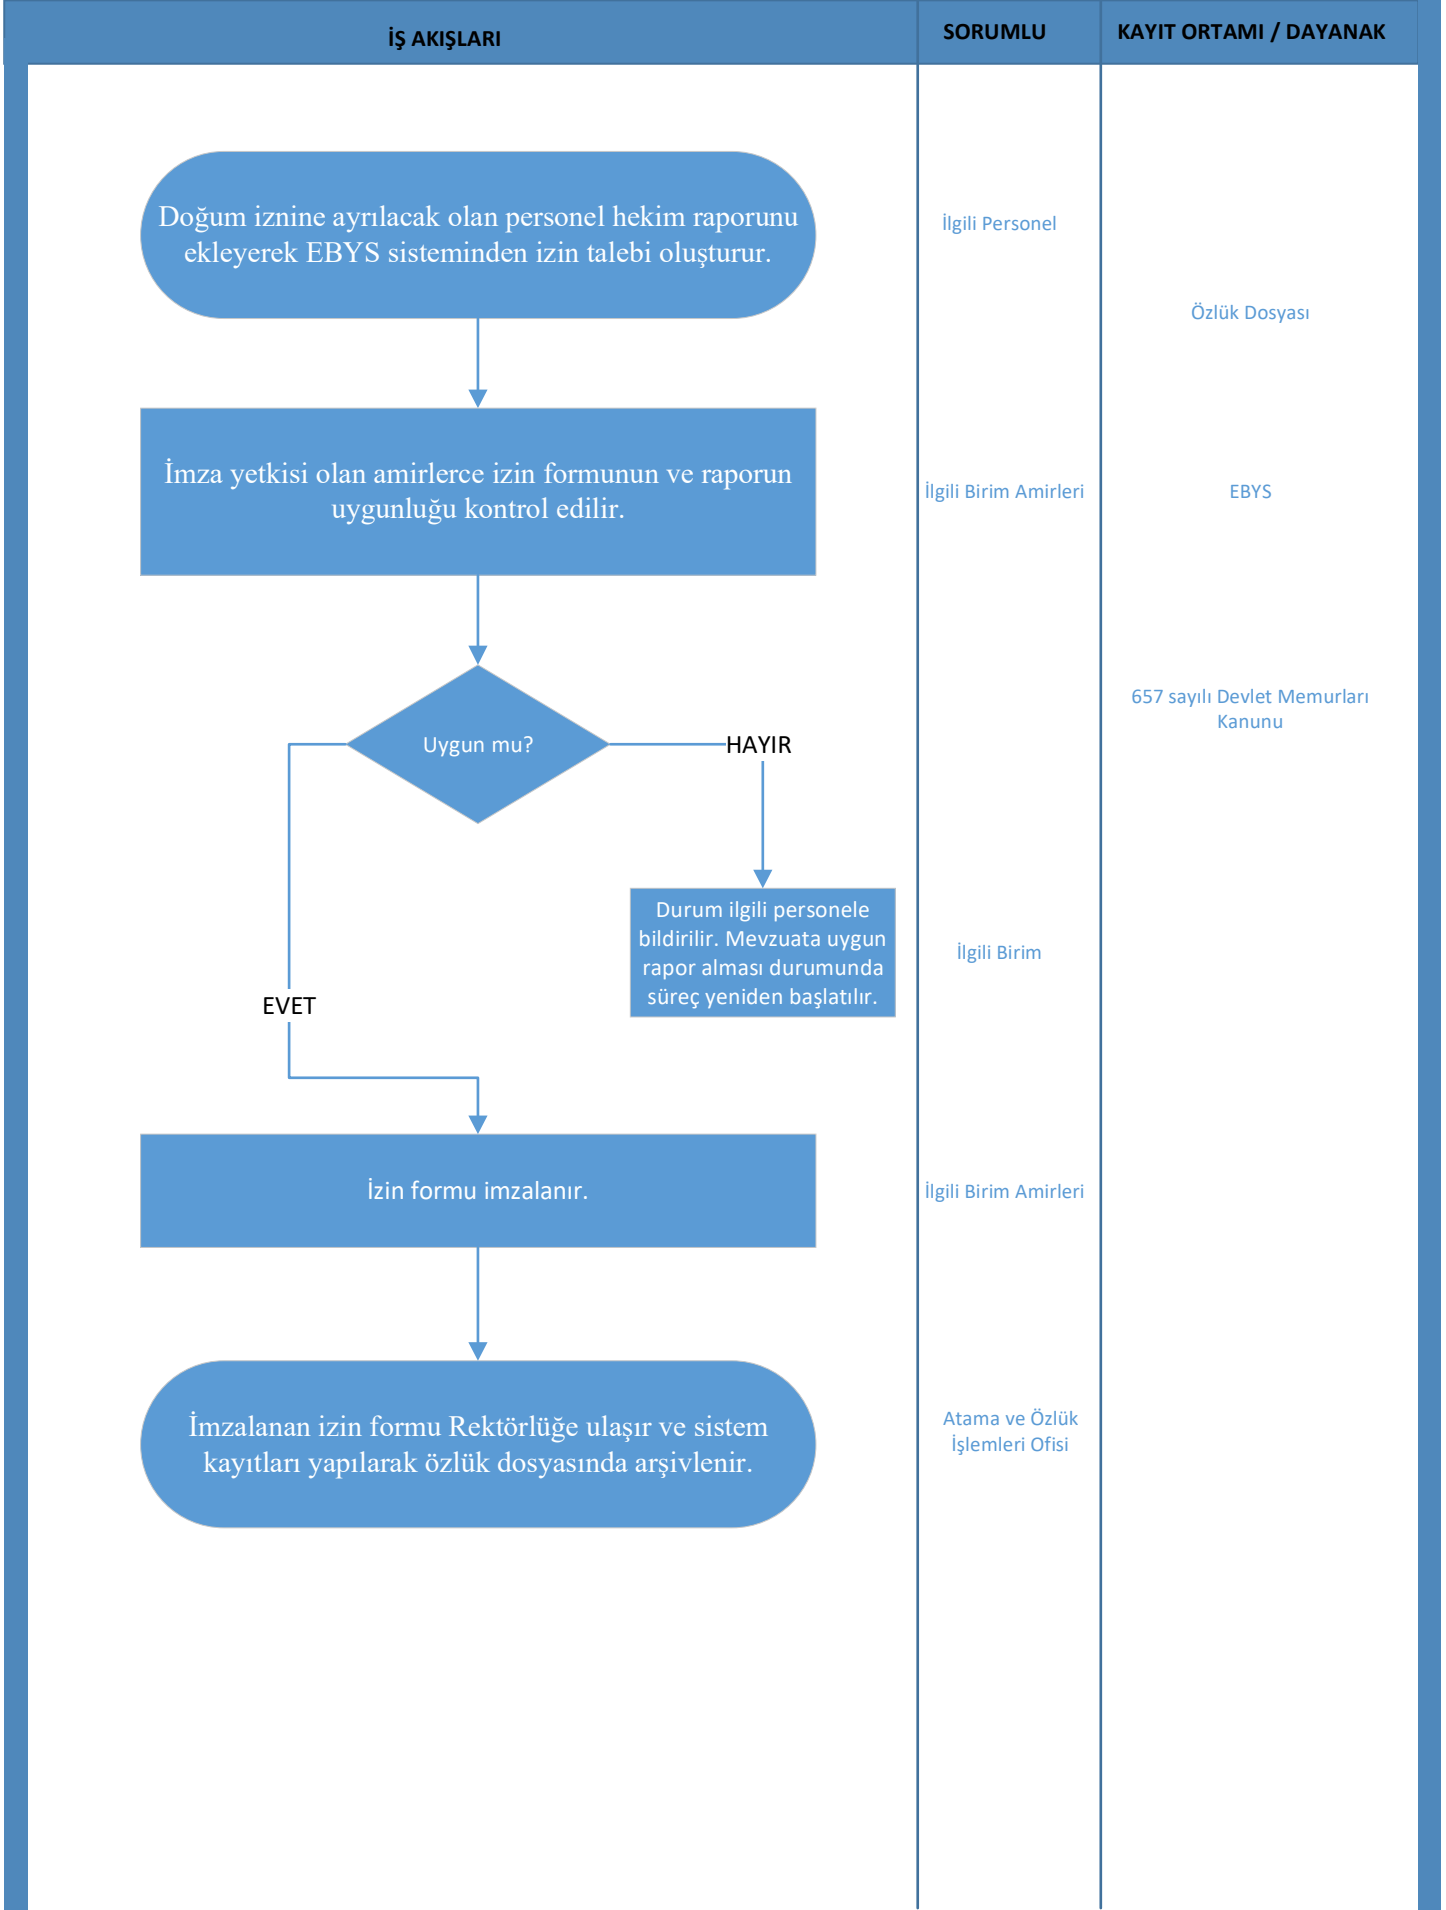 İŞ AKIŞLARI
SORUMLU
KAYIT ORTAMI / DAYANAK
Doğum iznine ayrılacak olan personel hekim raporunu
ekleyerek EBYS sisteminden izin talebi oluşturur.
İlgili Personel
Özlük Dosyası
İmza yetkisi olan amirlerce izin formunun ve raporun
uygunluğu kontrol edilir.
İlgili Birim Amirleri
EBYS
657 sayılı Devlet Memurları
Kanunu
Uygun mu?
HAYIR
Durum ilgili personele
bildirilir. Mevzuata uygun
rapor alması durumunda
süreç yeniden başlatılır.
İlgili Birim
EVET
İzin formu imzalanır.
İlgili Birim Amirleri
İmzalanan izin formu Rektörlüğe ulaşır ve sistem
kayıtları yapılarak özlük dosyasında arşivlenir.
Atama ve Özlük
İşlemleri Ofisi